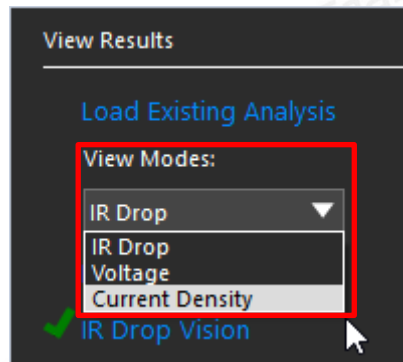 View Results
Load Existing Analysis
View Modes:
IR Drop
IR Drop
Voltage
Current Density
IR Drop Vision